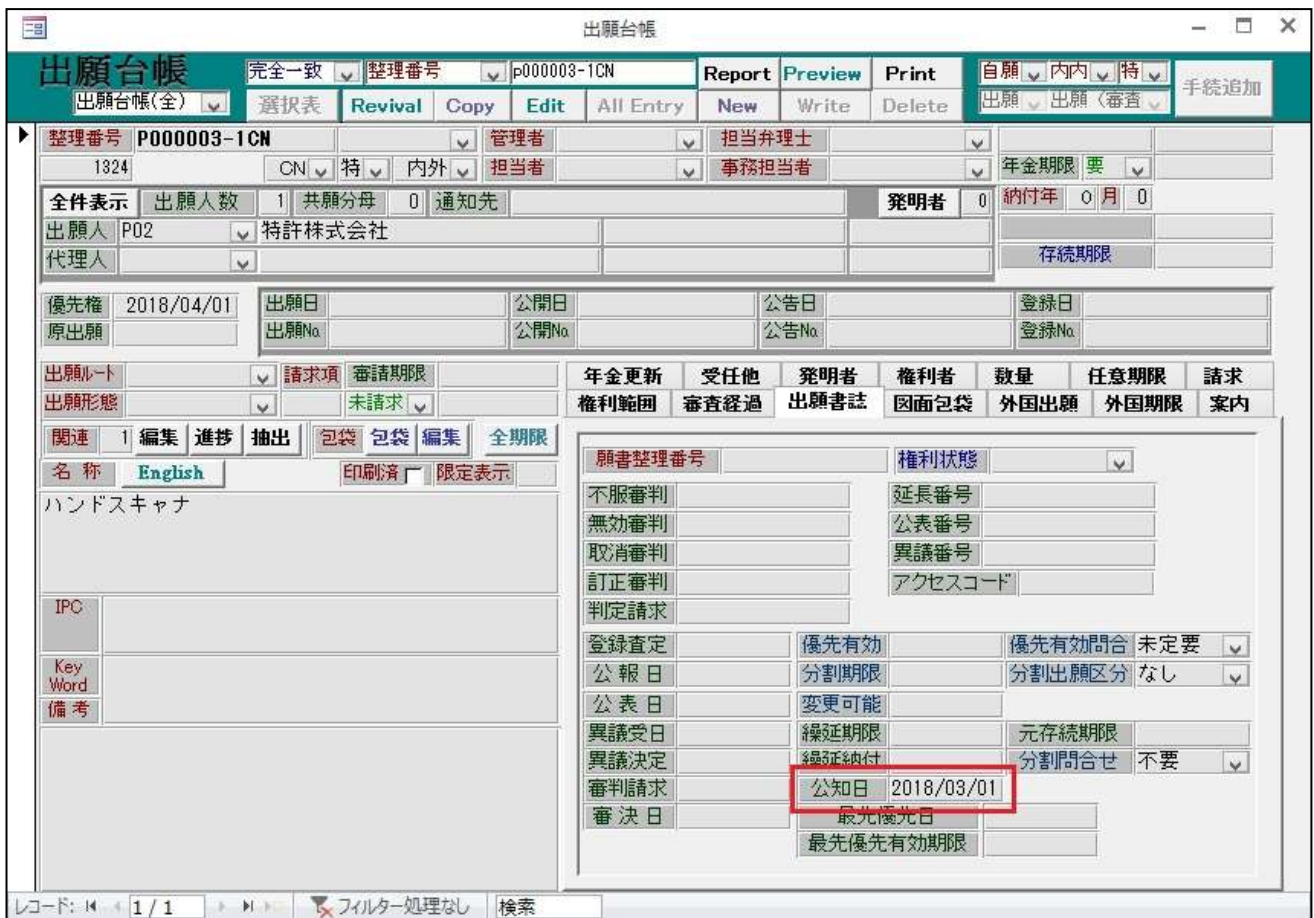 出願台帳
出願台帳 完全一致 整理番号 p000003-1CN Report Preview Print 自願 内内 特 手続追加
出願台帳(全) 選択表 Revival Copy Edit All Entry New Write Delete 出願 出願（審査
整理番号 P000003-1CN 管理者 担当弁理士
1324 CN 特 内外 担当者 事務担当者 年金期限 要
全件表示 出願人数 1 共願分母 0 通知先 発明者 0 納付年 0 月 0
出願人 P02 特許株式会社
代理人 存続期限
優先権 2018/04/01 出願日 公開日 公告日 登録日
原出願 出願No. 公開No. 公告No. 登録No.
出願ルート 請求項 審請期限 年金更新 受任他 発明者 権利者 数量 任意期限 請求
出願形態 未請求 権利範囲 審査経過 出願書誌 図面包袋 外国出願 外国期限 案内
関連 1 編集 進捗 抽出 包袋 包袋 編集 全期限
名称 English 印刷済 限定表示 願書整理番号 権利状態
ハンドスキャナ 不服審判 延長番号
無効審判 公表番号
取消審判 異議番号
訂正審判 アクセスコード
IPC 判定請求
登録査定 優先有効 優先有効問合 未定要
Key Word 公報日 分割期限 分割出願区分 なし
備考 公表日 変更可能
異議受日 繰延期限 元存続期限
異議決定 繰延納付 分割問合せ 不要
審判請求 公知日 2018/03/01
審決日 最先優先日
最先優先有効期限
レコード: 1 / 1 フィルター処理なし 検索